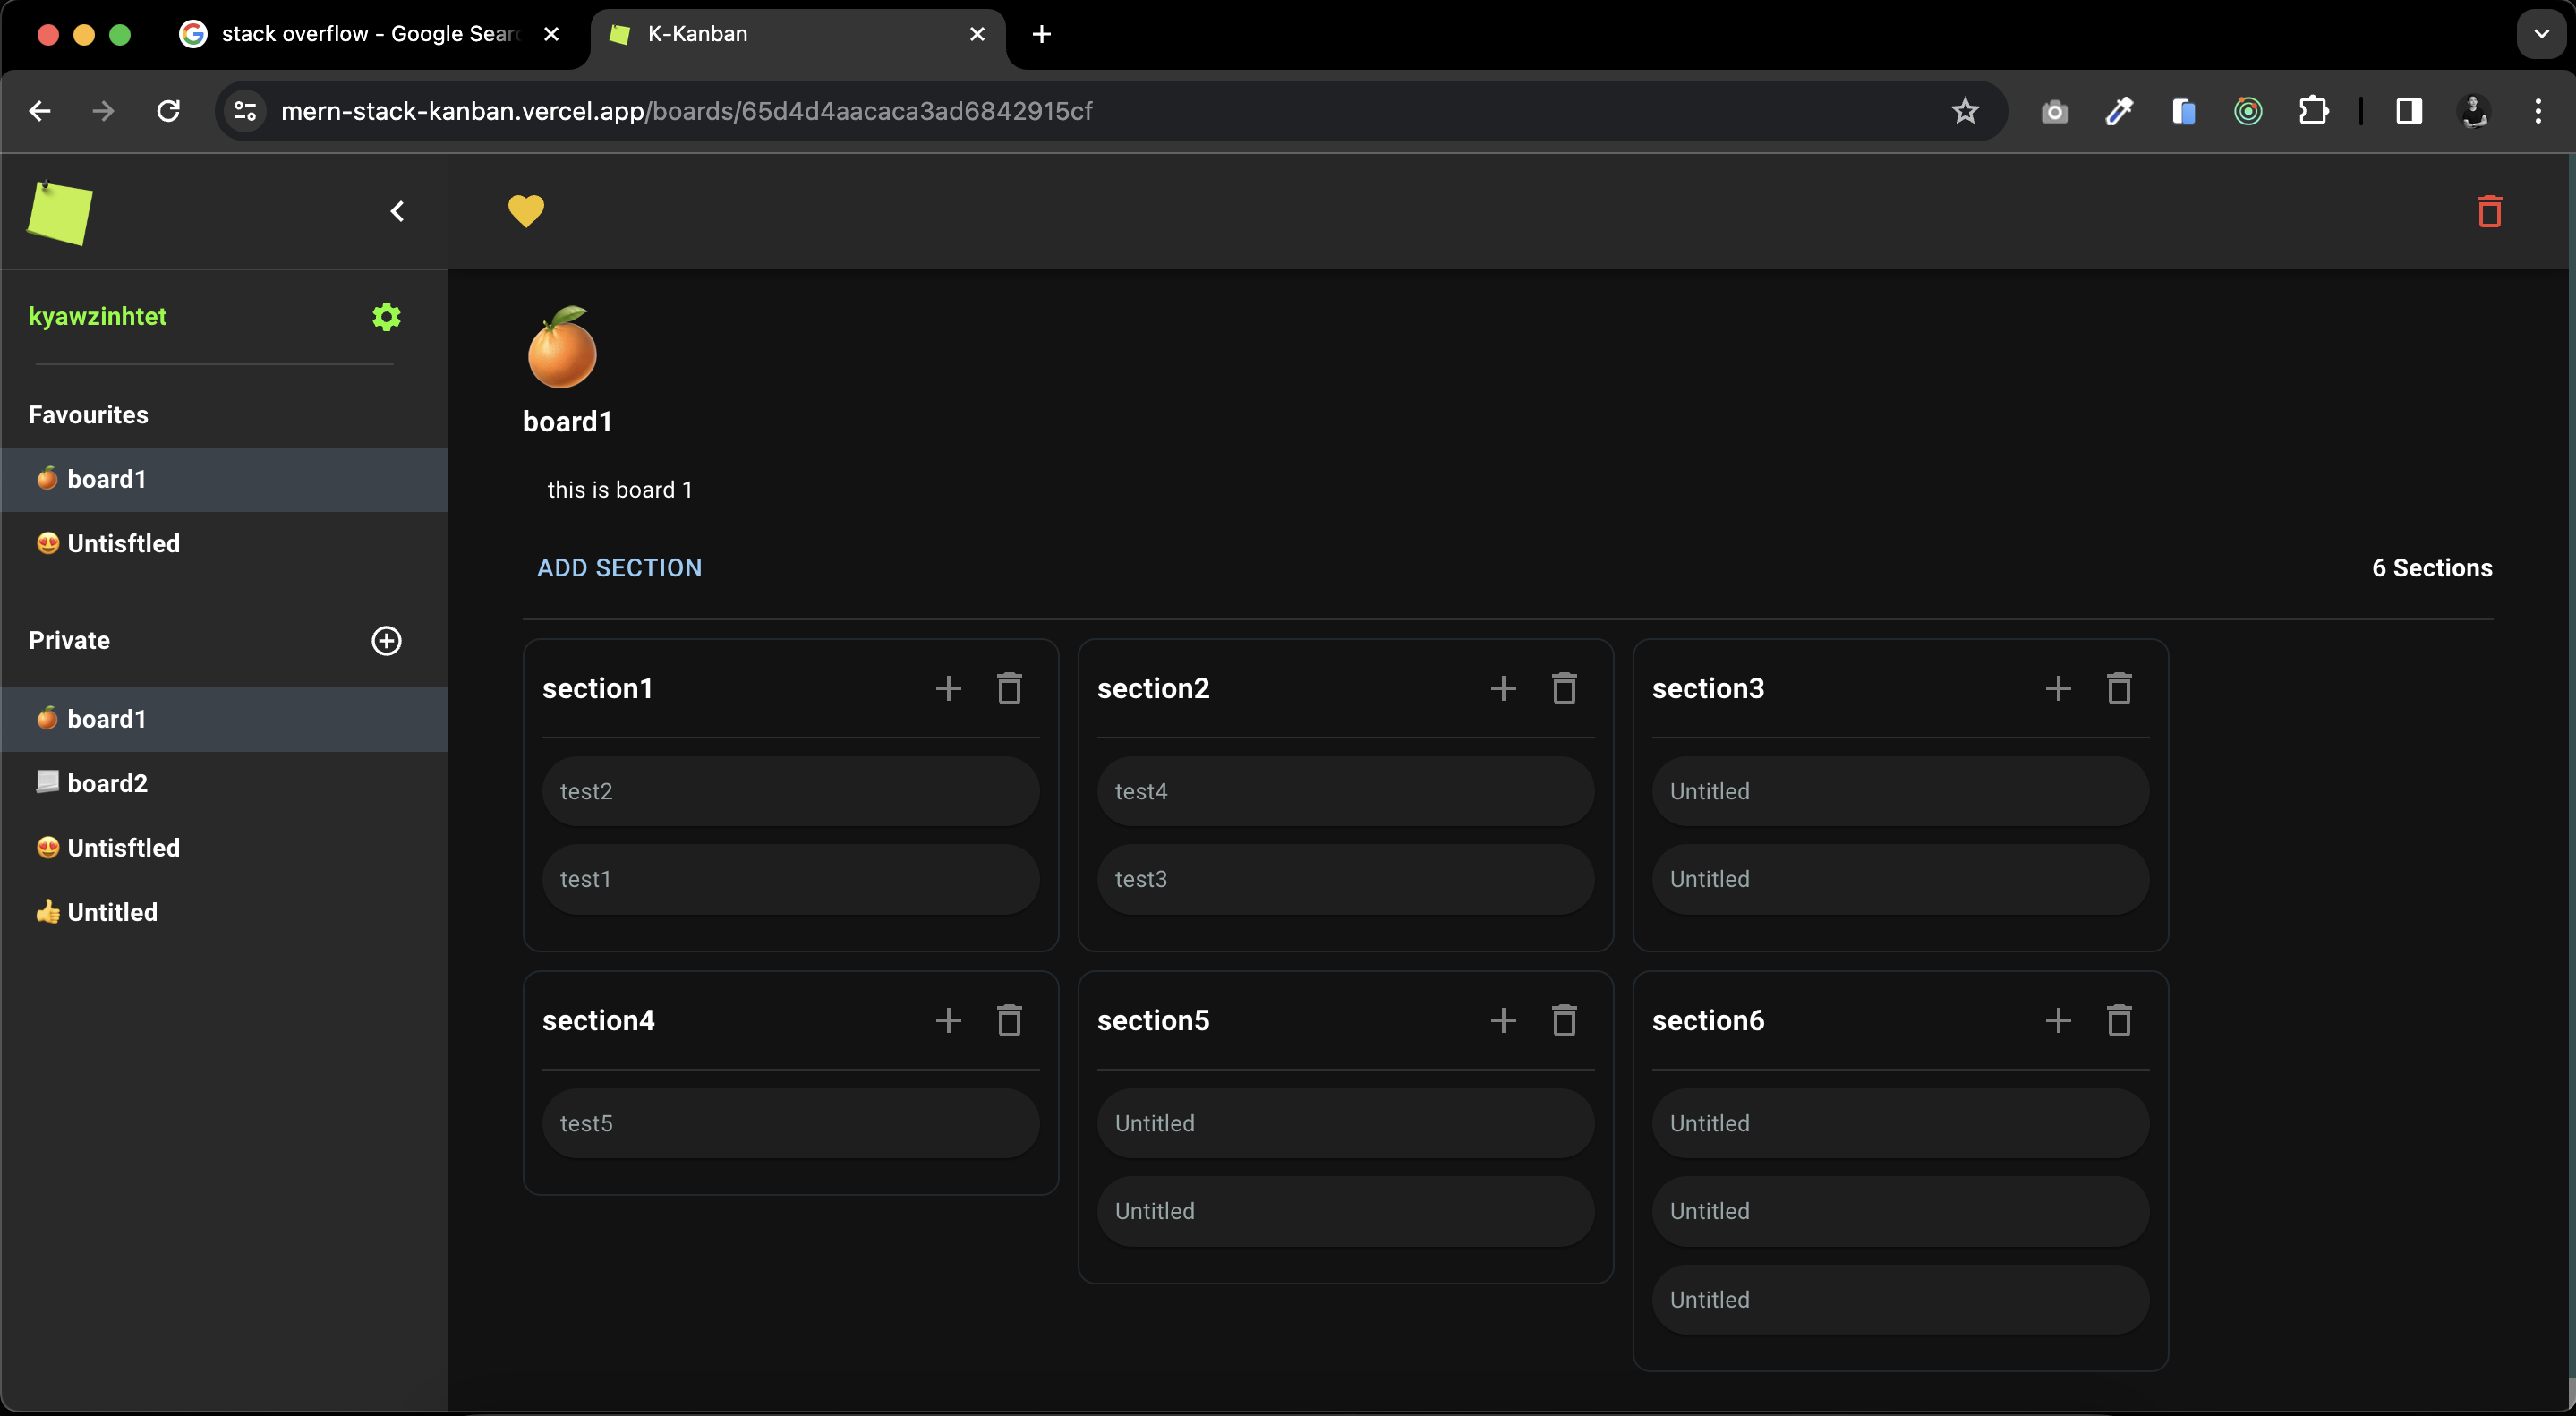 stack overflow - Google Sear
K-Kanban
mern-stack-kanban.vercel.app/boards/65d4d4aacaca3ad6842915cf
kyawzinhtet
Favourites
board1
Untisftled
Private
board1
board2
Untisftled
Untitled
board1
this is board 1
ADD SECTION
6 Sections
section1
test2
test1
section2
test4
test3
section3
Untitled
Untitled
section4
test5
section5
Untitled
Untitled
section6
Untitled
Untitled
Untitled